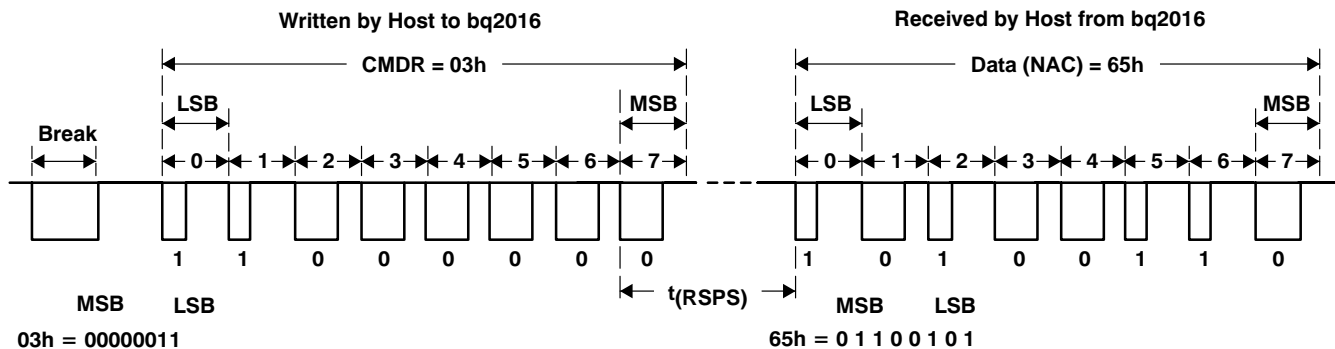 Written by Host to bq2016
Received by Host from bq2016
CMDR = 03h
Data (NAC) = 65h
LSB
MSB
LSB
MSB
Break
0 1 2 3 4 5 6 7
0 1 2 3 4 5 6 7
1 1 0 0 0 0 0 0
1 0 1 0 0 1 1 0
t(RSPS)
MSB LSB
03h = 00000011
MSB LSB
65h = 0 1 1 0 0 1 0 1